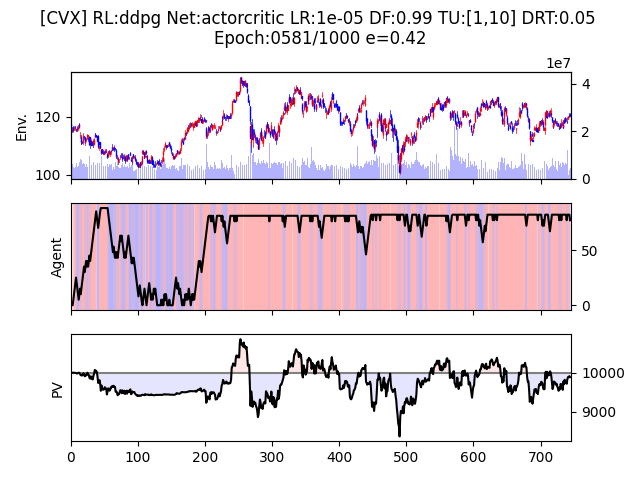 [CVX] RL:ddpg Net:actorcritic LR:1e-05 DF:0.99 TU:[1,10] DRT:0.05
Epoch:0581/1000 e=0.42
1e7
Env.
120
100
4
2
0
Agent
50
0
PV
10000
9000
0 100 200 300 400 500 600 700